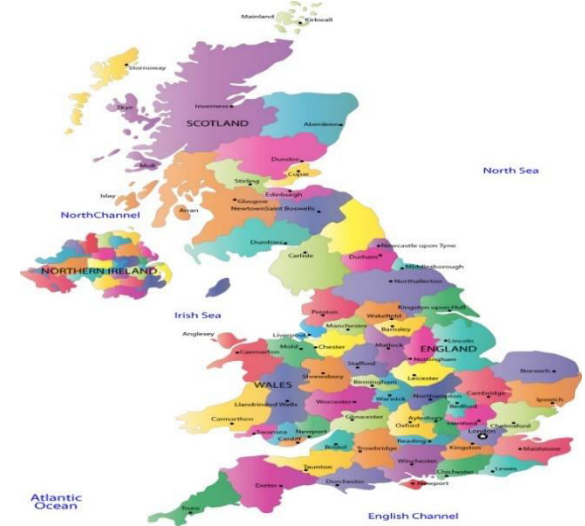 Mainland
Kirkwall
Stornoway
Skye
Inverness
SCOTLAND
Aberdeen
North Sea
Mull
Dundee
Cupar
Stirling
Edinburgh
Islay
Glasgow
NewtownSaint Boswells
Arran
NorthChannel
Dumfries
Newcastle upon Tyne
Carlisle
Durham
Middlesborough
NORTHERN IRELAND
Northallerton
Irish Sea
Preston
Wakefield
Kingston upon Hull
Anglesey
Liverpool
Manchester
Barnsley
Lincoln
Caernarfon
Mold
Chester
Matlock
ENGLAND
Nottingham
Stafford
Norwich
Shrewsbury
Leicester
WALES
Birmingham
Llandrindod Wells
Worcester
Warwick
Northampton
Cambridge
Ipswich
Bedford
Carmarthen
Gloucester
Aylesbury
Oxford
Hertford
Chelmsford
Swansea
Newport
London
Cardiff
Bristol
Reading
Trowbridge
Kingston
Maidstone
Taunton
Winchester
Chichester
Lewes
Exeter
Dorchester
Newport
Truro
Atlantic
Ocean
English Channel